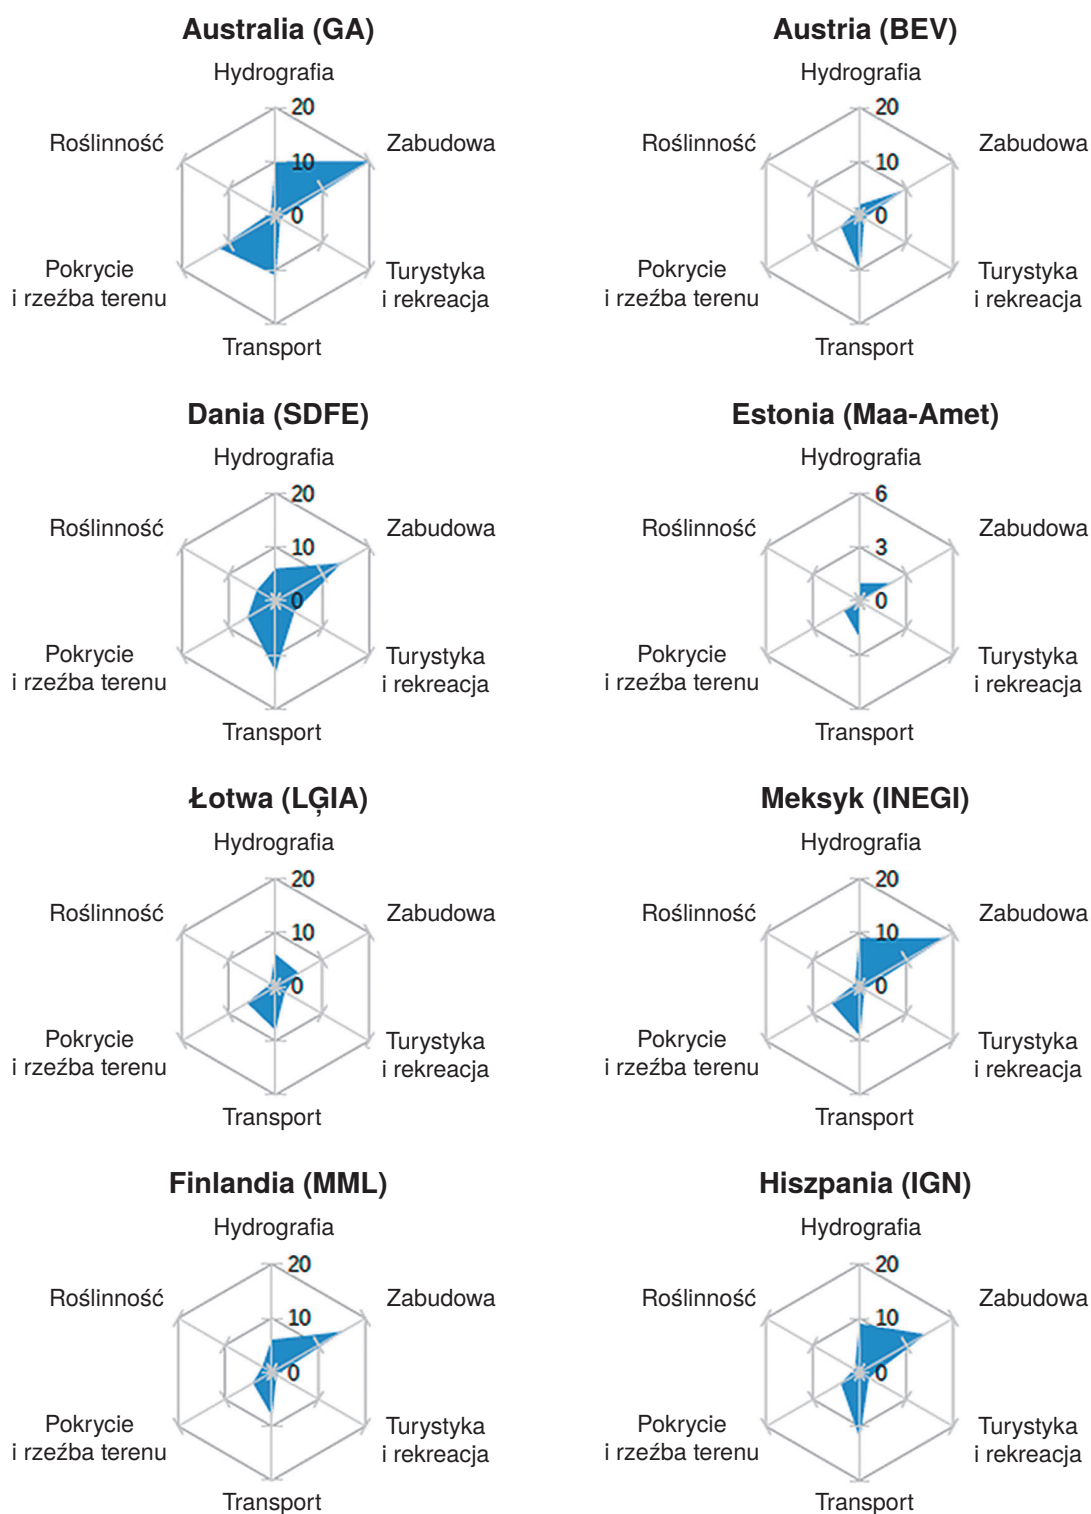 Australia (GA)
Hydrografia
20
Roślinność
Zabudowa
10
0
Pokrycie
i rzeźba terenu
Turystyka
i rekreacja
Transport
Austria (BEV)
Hydrografia
20
Roślinność
Zabudowa
10
0
Pokrycie
i rzeźba terenu
Turystyka
i rekreacja
Transport
Dania (SDFE)
Hydrografia
20
Roślinność
Zabudowa
10
0
Pokrycie
i rzeźba terenu
Turystyka
i rekreacja
Transport
Estonia (Maa-Amet)
Hydrografia
6
Roślinność
Zabudowa
3
0
Pokrycie
i rzeźba terenu
Turystyka
i rekreacja
Transport
Łotwa (LĢIA)
Hydrografia
20
Roślinność
Zabudowa
10
0
Pokrycie
i rzeźba terenu
Turystyka
i rekreacja
Transport
Meksyk (INEGI)
Hydrografia
20
Roślinność
Zabudowa
10
0
Pokrycie
i rzeźba terenu
Turystyka
i rekreacja
Transport
Finlandia (MML)
Hydrografia
20
Roślinność
Zabudowa
10
0
Pokrycie
i rzeźba terenu
Turystyka
i rekreacja
Transport
Hiszpania (IGN)
Hydrografia
20
Roślinność
Zabudowa
10
0
Pokrycie
i rzeźba terenu
Turystyka
i rekreacja
Transport